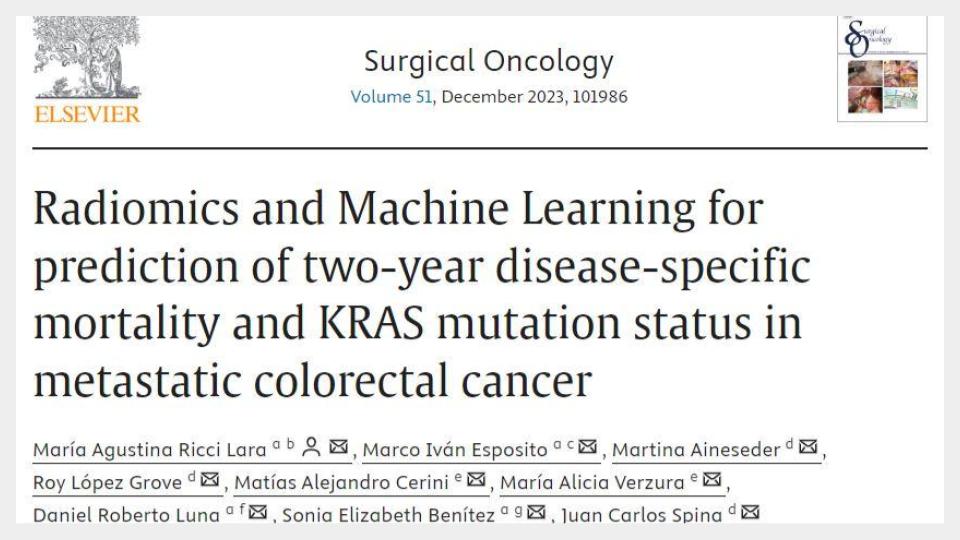 Surgical Oncology
ELSEVIER
Surgical Oncology
Volume 51, December 2023, 101986
Radiomics and Machine Learning for
prediction of two-year disease-specific
mortality and KRAS mutation status in
metastatic colorectal cancer
María Agustina Ricci Lara a b, Marco Iván Esposito a c, Martina Aineseder d,
Roy López Grove d, Matías Alejandro Cerini e, María Alicia Verzura e,
Daniel Roberto Luna a f, Sonia Elizabeth Benítez a g, Juan Carlos Spina d